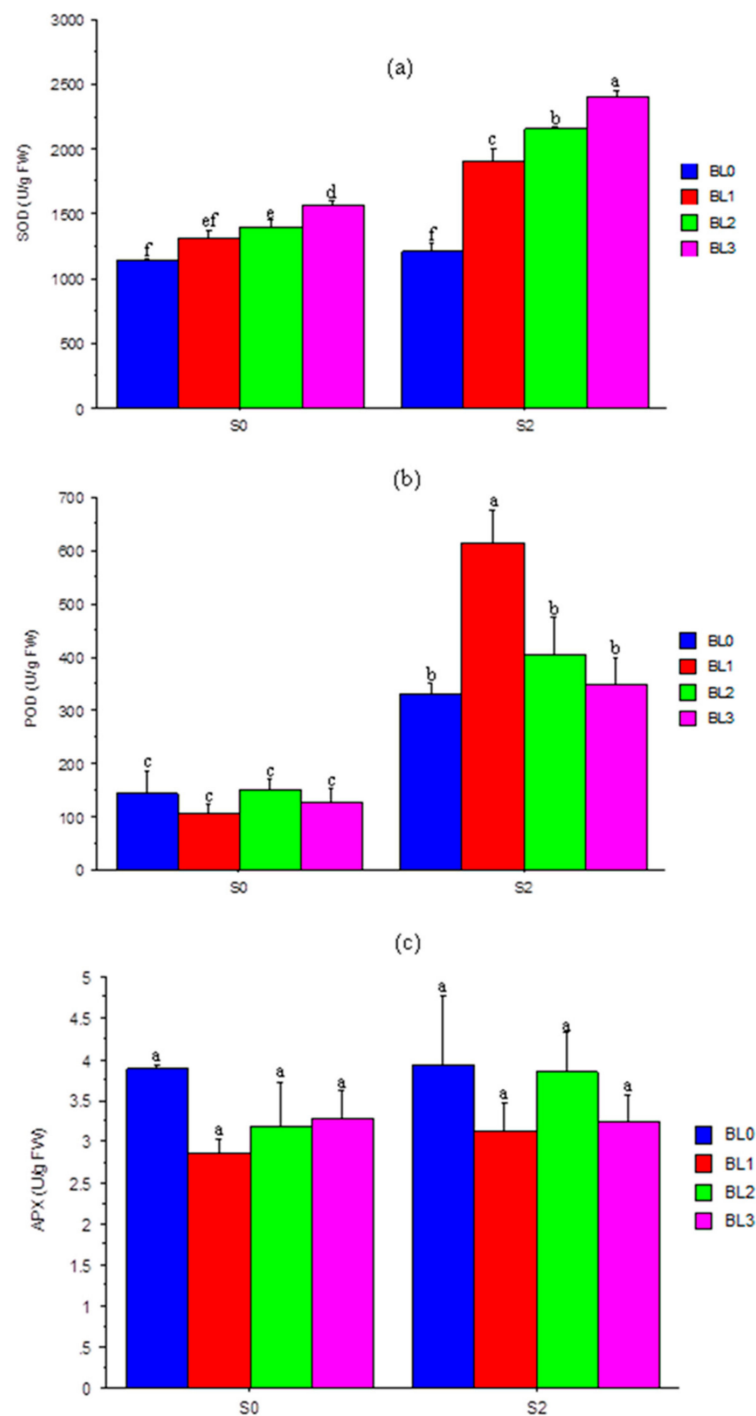 (a)
3000
2500
2000
1500
1000
500
0
SOD (U/g FW)
f
ef
e
d
f
c
b
a
S0
S2
BL0
BL1
BL2
BL3
(b)
700
600
500
400
300
200
100
0
POD (U/g FW)
c
c
c
c
b
a
b
b
S0
S2
BL0
BL1
BL2
BL3
(c)
5
4.5
4
3.5
3
2.5
2
1.5
1
.5
0
APX (U/g FW)
a
a
a
a
a
a
a
a
S0
S2
BL0
BL1
BL2
BL3